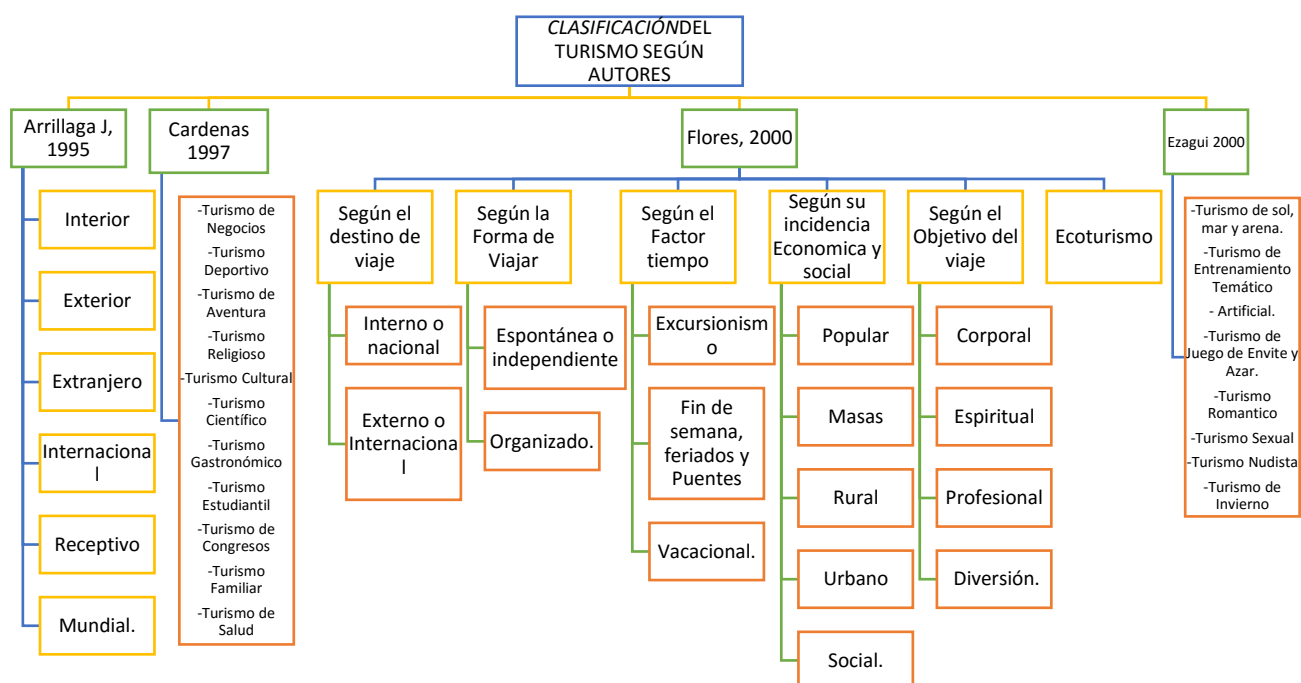 CLASIFICACIÓNDEL
TURISMO SEGÚN
AUTORES
Arrillaga J,
1995
Interior
Exterior
Extranjero
Internaciona
l
Receptivo
Mundial.
Cardenas
1997
-Turismo de
Negocios
-Turismo
Deportivo
-Turismo de
Aventura
-Turismo
Religioso
-Turismo Cultural
-Turismo
Científico
-Turismo
Gastronómico
-Turismo
Estudiantil
-Turismo de
Congresos
-Turismo
Familiar
-Turismo de
Salud
Flores, 2000
Según el
destino de
viaje
Interno o
nacional
Externo o
Internaciona
l
Según la
Forma de
Viajar
Espontánea o
independiente
Organizado.
Según el
Factor
tiempo
Excursionism
o
Fin de
semana,
feriados y
Puentes
Vacacional.
Según su
incidencia
Economica y
social
Popular
Masas
Rural
Urbano
Social.
Según el
Objetivo del
viaje
Corporal
Espiritual
Profesional
Diversión.
Ecoturismo
Ezagui 2000
-Turismo de sol,
mar y arena.
-Turismo de
Entrenamiento
Temático
- Artificial.
-Turismo de
Juego de Envite y
Azar.
-Turismo
Romantico
-Turismo Sexual
-Turismo Nudista
-Turismo de
Invierno